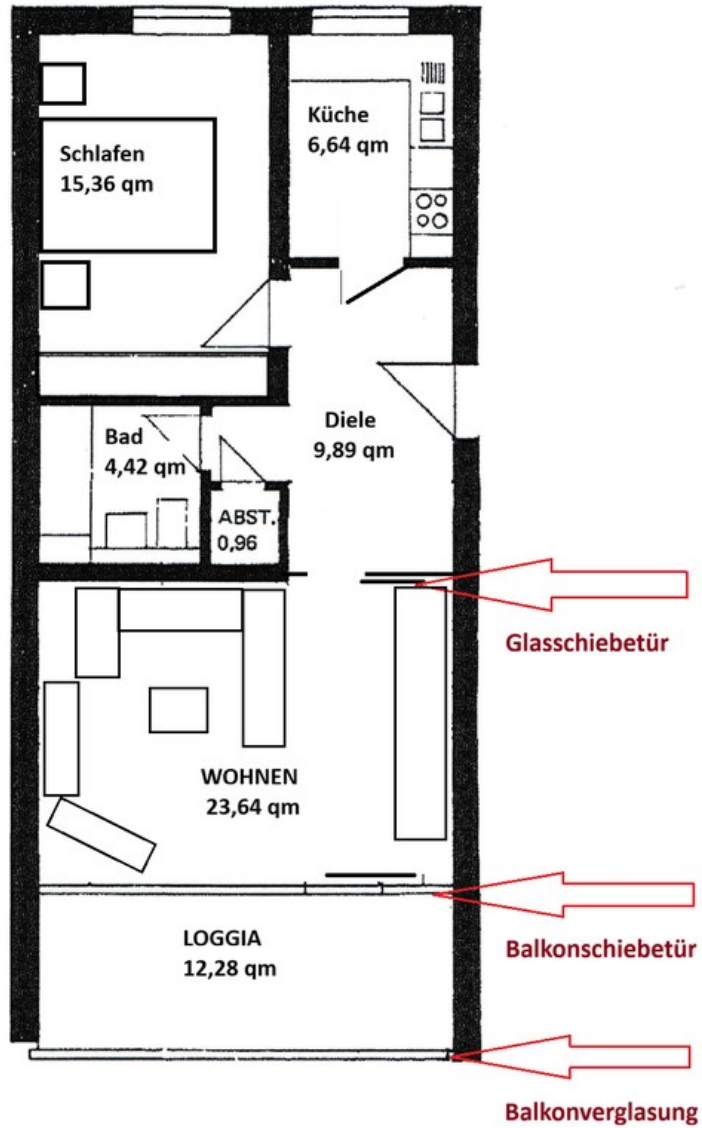 Küche
6,64 qm
Schlafen
15,36 qm
Diele
9,89 qm
Bad
4,42 qm
ABST.
0,96
Glasschiebetür
WOHNEN
23,64 qm
LOGGIA
12,28 qm
Balkonschiebetür
Balkonverglasung